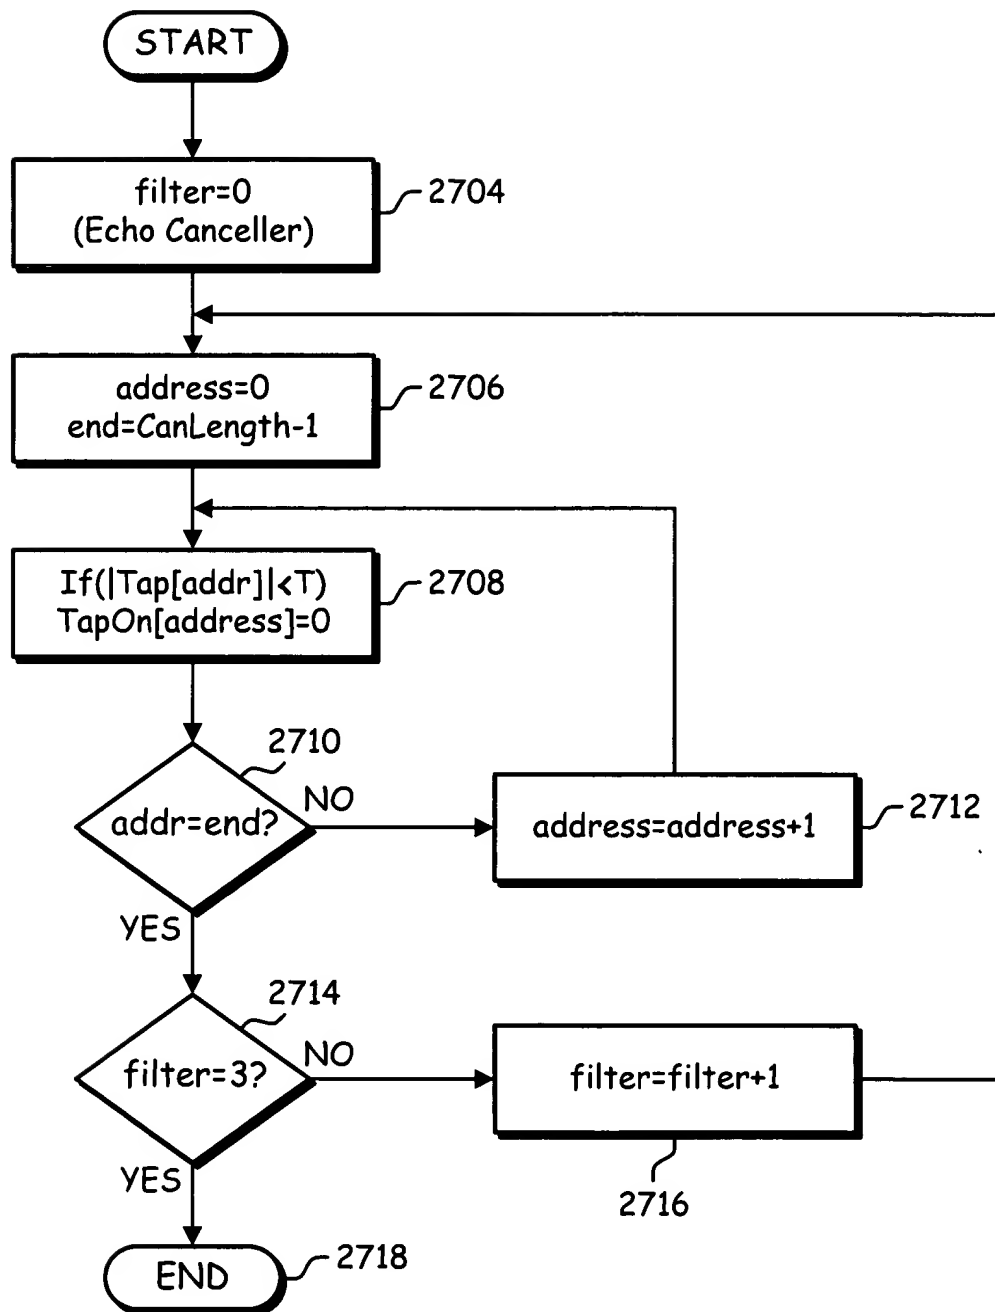 START
filter=0
(Echo Canceller)
2704
address=0
end=CanLength-1
2706
If(|Tap[addr]|<T)
TapOn[address]=0
2708
2710
addr=end?
NO
address=address+1
2712
YES
2714
filter=3?
NO
filter=filter+1
2716
YES
END
2718